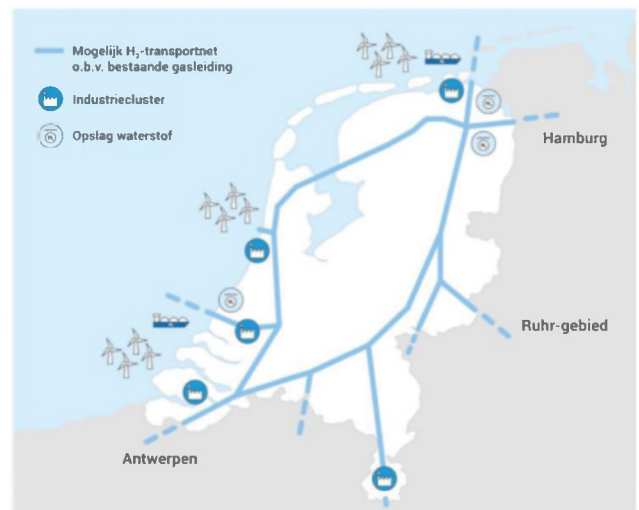 Mogelijk H₂-transportnet
o.b.v. bestaande gasleiding
Industriecluster
Opslag waterstof
Hamburg
Ruhr-gebied
Antwerpen